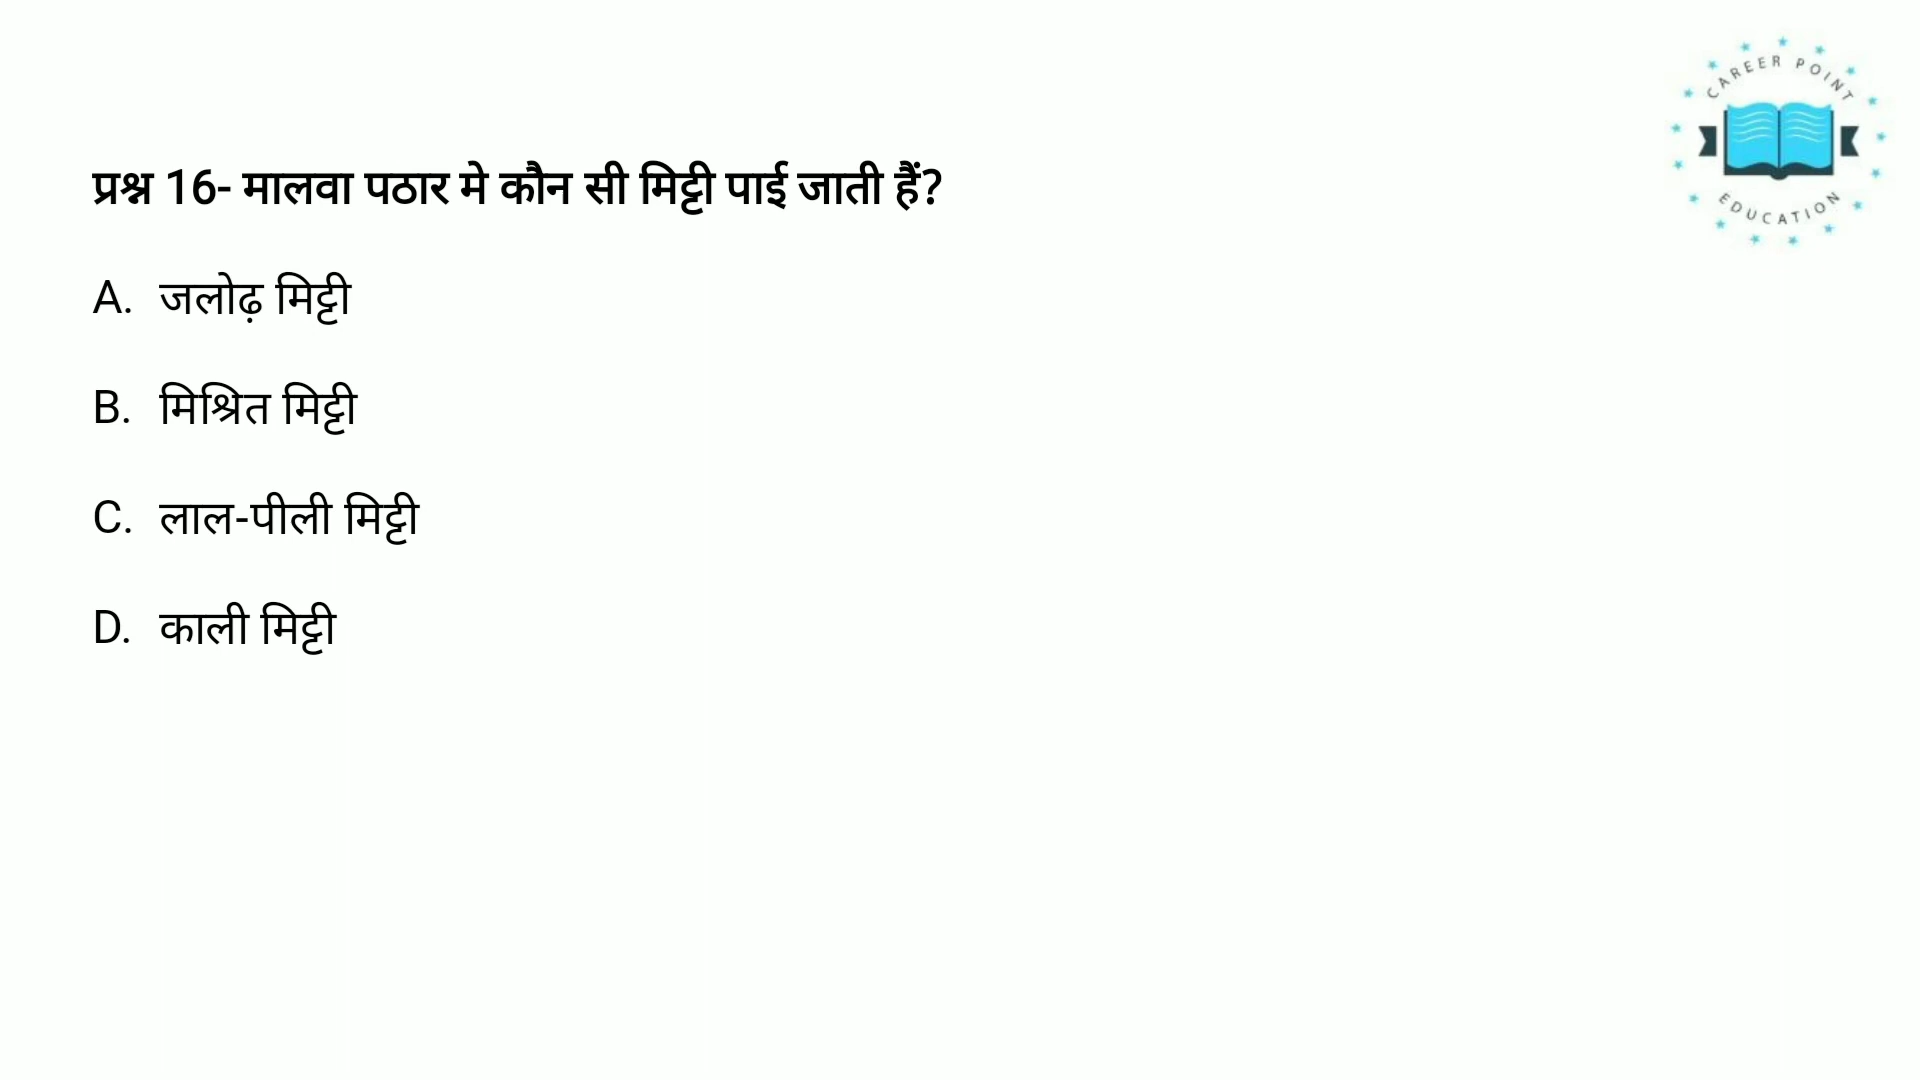 CAREER POINT
EDUCATION
प्रश्न 16- मालवा पठार मे कौन सी मिट्टी पाई जाती हैं?
A. जलोढ़ मिट्टी
B. मिश्रित मिट्टी
C. लाल-पीली मिट्टी
D. काली मिट्टी